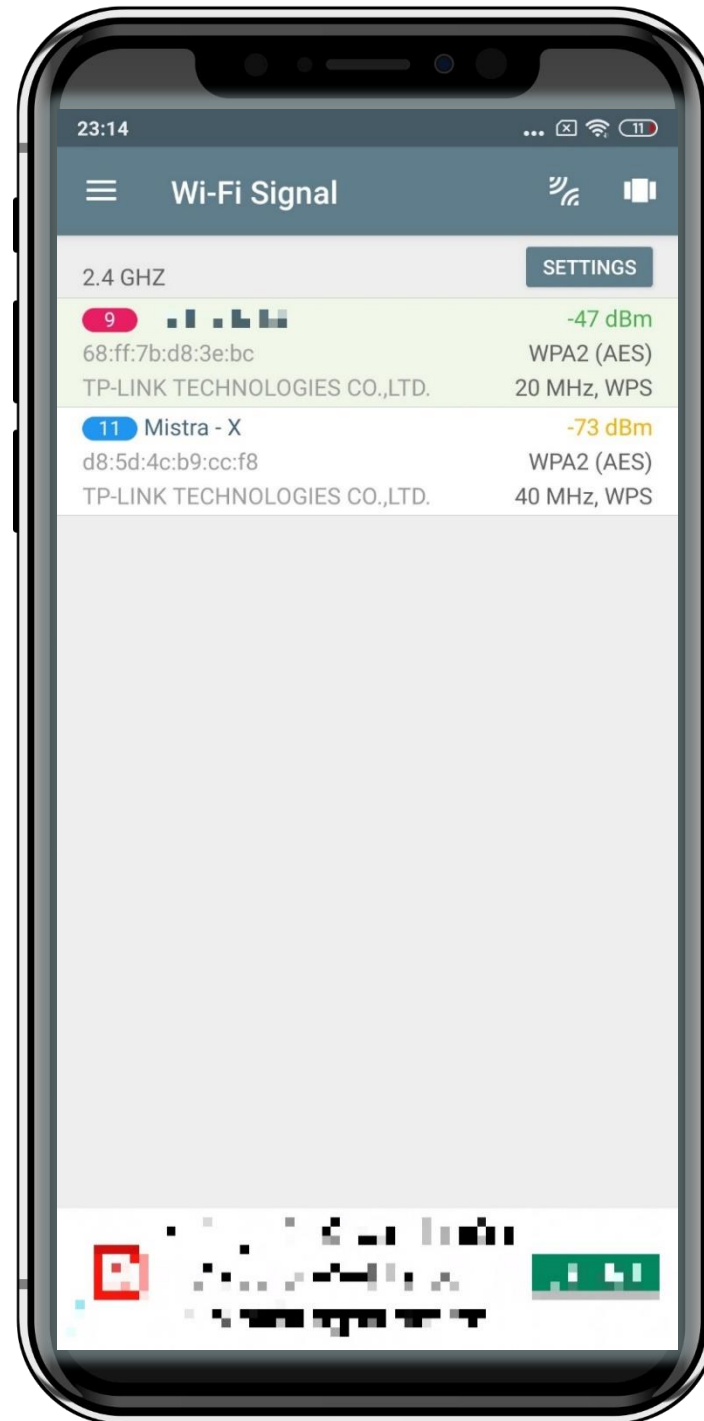 23:14
11
Wi-Fi Signal
2.4 GHZ
SETTINGS
9
-47 dBm
68:ff:7b:d8:3e:bc
WPA2 (AES)
TP-LINK TECHNOLOGIES CO.,LTD.
20 MHz, WPS
11 Mistra - X
-73 dBm
d8:5d:4c:b9:cc:f8
WPA2 (AES)
TP-LINK TECHNOLOGIES CO.,LTD.
40 MHz, WPS